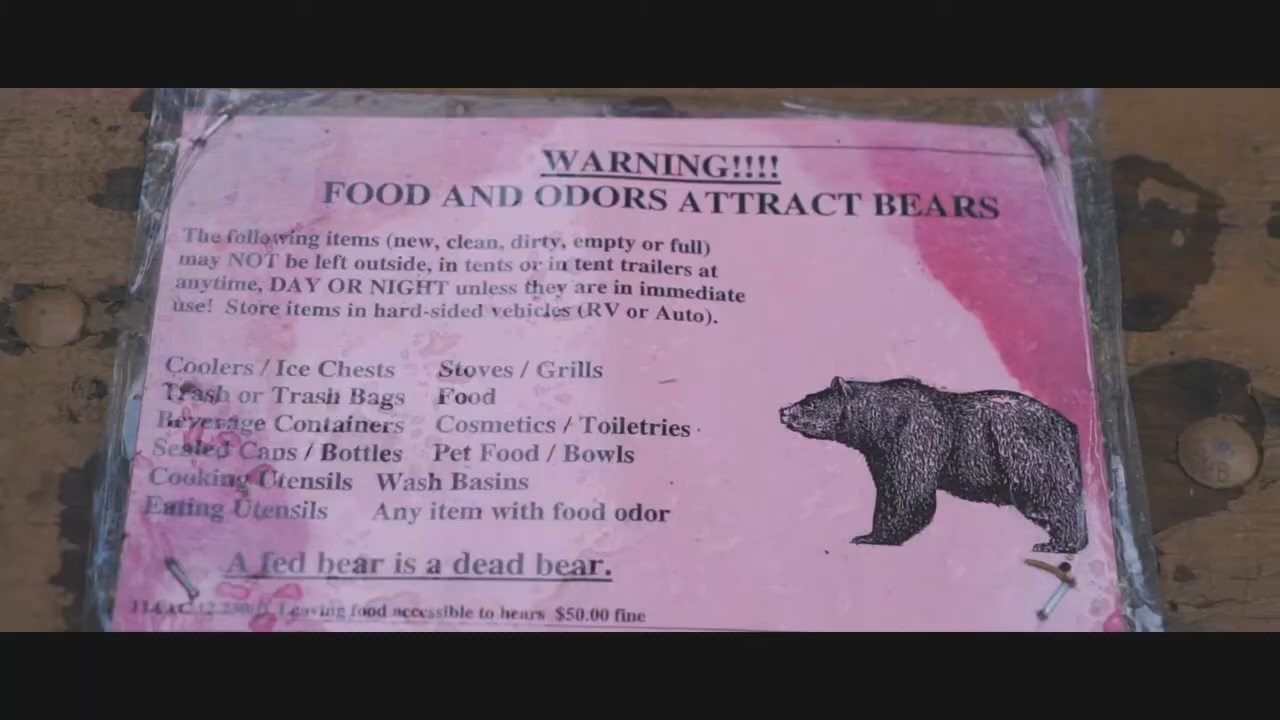 WARNING!!!!
FOOD AND ODORS ATTRACT BEARS
The following items (new, clean, dirty, empty or full)
may NOT be left outside, in tents or in tent trailers at
anytime, DAY OR NIGHT unless they are in immediate
use! Store items in hard-sided vehicles (RV or Auto).
Coolers / Ice Chests Stoves / Grills
Trash or Trash Bags Food
Beverage Containers Cosmetics / Toiletries
Sealed Cans / Bottles Pet Food / Bowls
Cooking Utensils Wash Basins
Eating Utensils Any item with food odor
A fed bear is a dead bear.
Leaving food accessible to bears $50.00 fine